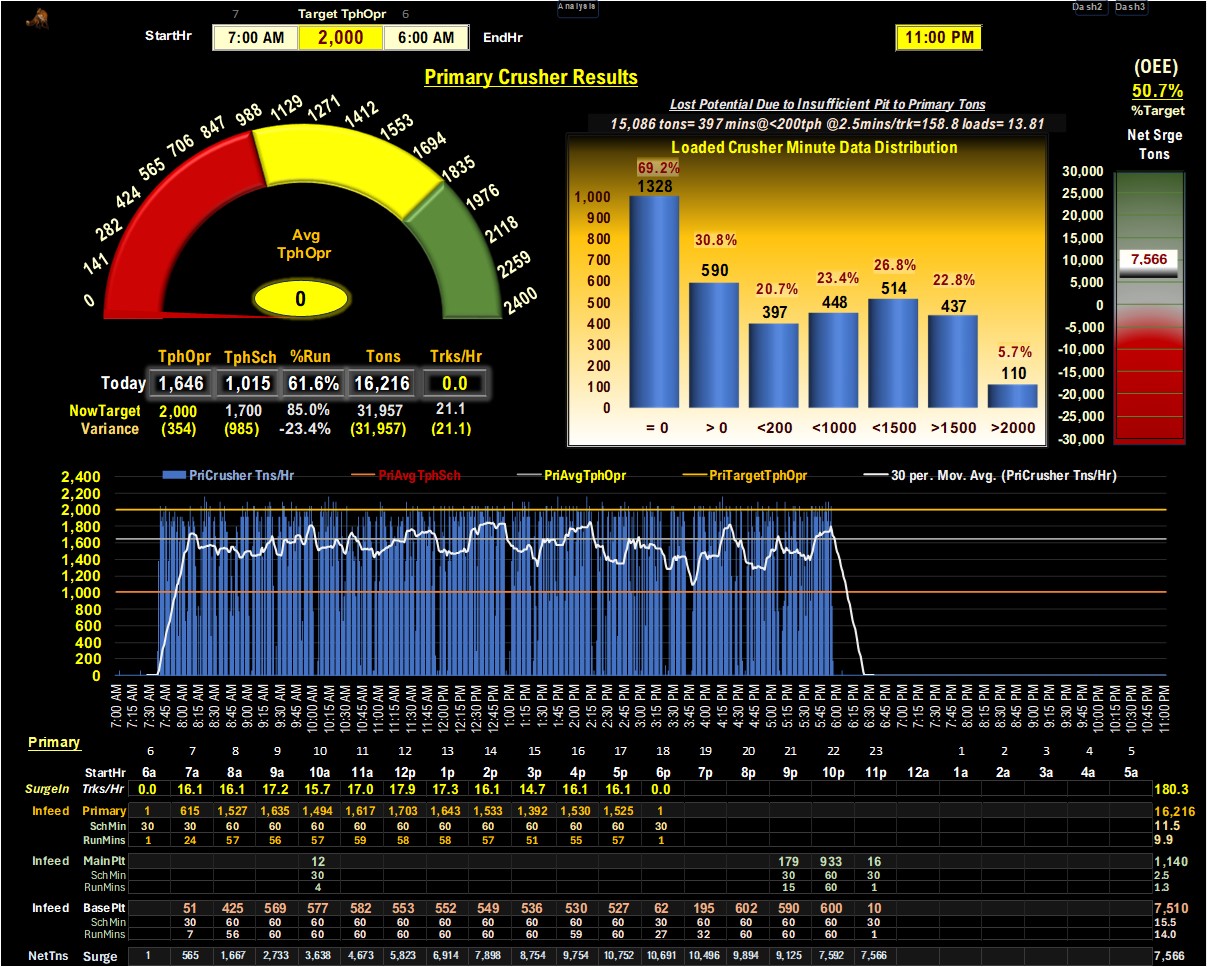 Analysis
Dash2 Dash3
7 Target TphOpr 6
StartHr 7:00 AM 2,000 6:00 AM EndHr
11:00 PM
Primary Crusher Results
(OEE)
50.7%
%Target
Net Srge
Tons
0 141 282 424 565 706 847 988 1129 1271 1412 1553 1694 1835 1976 2118 2259 2400
Avg
TphOpr
0
Lost Potential Due to Insufficient Pit to Primary Tons
15,086 tons= 397 mins@<200tph @2.5mins/trk=158.8 loads= 13.81
Loaded Crusher Minute Data Distribution
69.2% 30.8% 20.7% 23.4% 26.8% 22.8% 5.7%
1328 590 397 448 514 437 110
1,000
900
800
700
600
500
400
300
200
100
0
= 0 > 0 <200 <1000 <1500 >1500 >2000
30,000
25,000
20,000
15,000
10,000
5,000
0
-5,000
-10,000
-15,000
-20,000
-25,000
-30,000
7,566
TphOpr TphSch %Run Tons Trks/Hr
Today 1,646 1,015 61.6% 16,216 0.0
NowTarget 2,000 1,700 85.0% 31,957 21.1
Variance (354) (985) -23.4% (31,957) (21.1)
PriCrusher Tns/Hr PriAvgTphSch PriAvgTphOpr PriTargetTphOpr 30 per. Mov. Avg. (PriCrusher Tns/Hr)
2,400
2,200
2,000
1,800
1,600
1,400
1,200
1,000
800
600
400
200
0
7:00 AM 7:15 AM 7:30 AM 7:45 AM 8:00 AM 8:15 AM 8:30 AM 8:45 AM 9:00 AM 9:15 AM 9:30 AM 9:45 AM 10:00 AM 10:15 AM 10:30 AM 10:45 AM 11:00 AM 11:15 AM 11:30 AM 11:45 AM 12:00 PM 12:15 PM 12:30 PM 12:45 PM 1:00 PM 1:15 PM 1:30 PM 1:45 PM 2:00 PM 2:15 PM 2:30 PM 2:45 PM 3:00 PM 3:15 PM 3:30 PM 3:45 PM 4:00 PM 4:15 PM 4:30 PM 4:45 PM 5:00 PM 5:15 PM 5:30 PM 5:45 PM 6:00 PM 6:15 PM 6:30 PM 6:45 PM 7:00 PM 7:15 PM 7:30 PM 7:45 PM 8:00 PM 8:15 PM 8:30 PM 8:45 PM 9:00 PM 9:15 PM 9:30 PM 9:45 PM 10:00 PM 10:15 PM 10:30 PM 10:45 PM 11:00 PM
Primary 6 7 8 9 10 11 12 13 14 15 16 17 18 19 20 21 22 23 1 2 3 4 5
StartHr 6a 7a 8a 9a 10a 11a 12p 1p 2p 3p 4p 5p 6p 7p 8p 9p 10p 11p 12a 1a 2a 3a 4a 5a
SurgeIn Trks/Hr 0.0 16.1 16.1 17.2 15.7 17.0 17.9 17.3 16.1 14.7 16.1 16.1 0.0 180.3
Infeed Primary 1 615 1,527 1,635 1,494 1,617 1,703 1,643 1,533 1,392 1,530 1,525 1 16,216
SchMin 30 30 60 60 60 60 60 60 60 60 60 60 30 11.5
RunMins 1 24 57 56 57 59 58 58 57 51 55 57 1 9.9
Infeed MainPlt 12 179 933 16 1,140
SchMin 30 30 60 30 2.5
RunMins 4 15 60 1 1.3
Infeed BasePlt 51 425 569 577 582 553 552 549 536 530 527 62 195 602 590 600 10 7,510
SchMin 30 60 60 60 60 60 60 60 60 60 60 30 60 60 60 60 30 15.5
RunMins 7 56 60 60 60 60 60 60 60 59 60 27 32 60 60 60 1 14.0
NetTns Surge 1 565 1,667 2,733 3,638 4,673 5,823 6,914 7,898 8,754 9,754 10,752 10,691 10,496 9,894 9,125 7,592 7,566 7,566